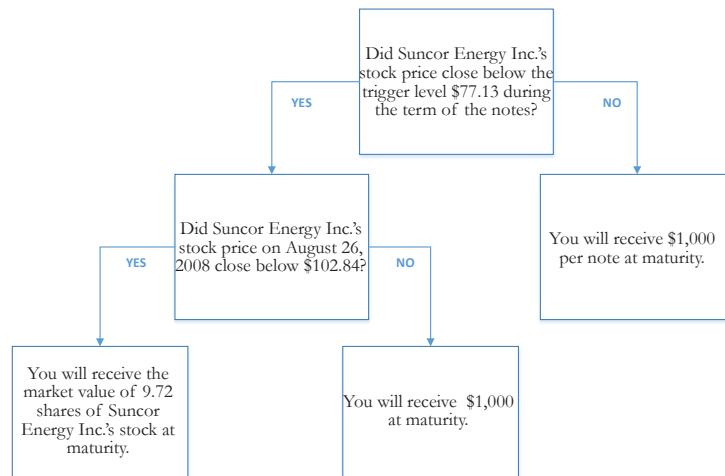 Did Suncor Energy Inc.'s
stock price close below the
trigger level $77.13 during
the term of the notes?
YES
NO
Did Suncor Energy Inc.'s
stock price on August 26,
2008 close below $102.84?
You will receive $1,000
per note at maturity.
YES
NO
You will receive the
market value of 9.72
shares of Suncor
Energy Inc.'s stock at
maturity.
You will receive $1,000
at maturity.